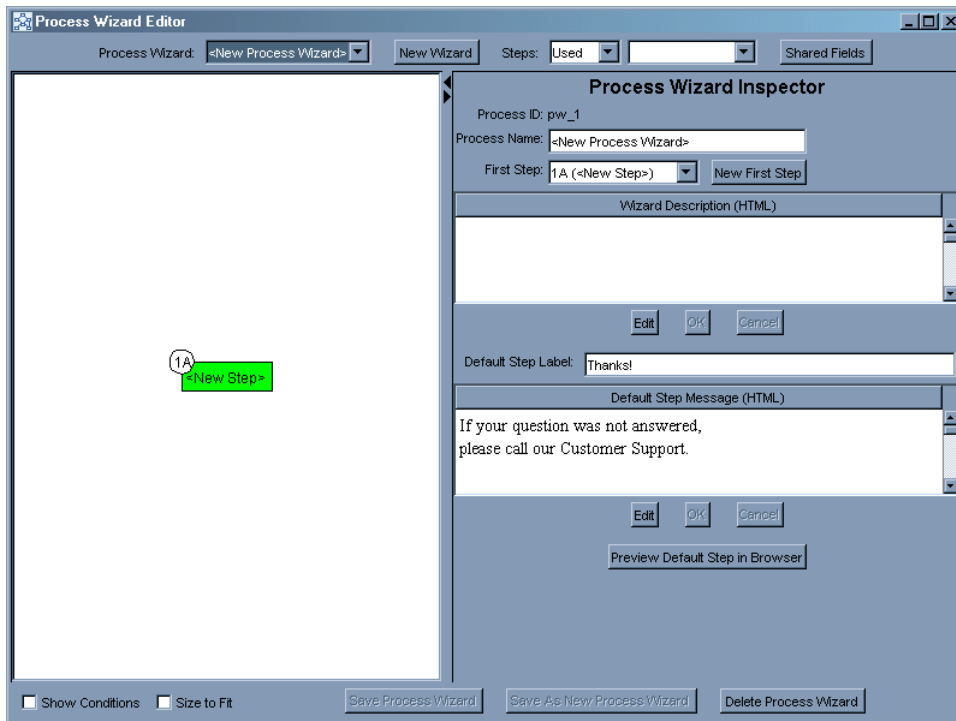 Process Wizard Editor
Process Wizard: <New Process Wizard> New Wizard Steps: Used Shared Fields
Process Wizard Inspector
Process ID: pw_1
Process Name: <New Process Wizard>
First Step: 1A (<New Step>) New First Step
Wizard Description (HTML)
Edit OK Cancel
1A
<New Step>
Default Step Label: Thanks!
Default Step Message (HTML)
If your question was not answered,
please call our Customer Support.
Edit OK Cancel
Preview Default Step in Browser
Show Conditions Size to Fit Save Process Wizard Save As New Process Wizard Delete Process Wizard